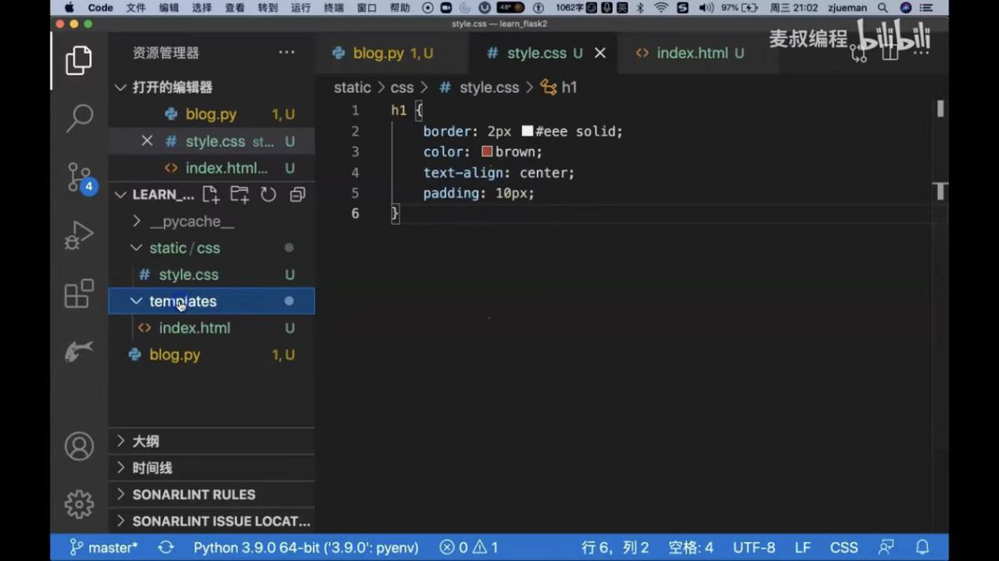 Code 文件 编辑 选择 查看 转到 运行 终端 窗口 帮助 48° 1062字 英 97% 周三 21:02 zjueman
style.css — learn_flask2
麦叔编程 bilibili
资源管理器
blog.py 1, U
# style.css U
<> index.html U
打开的编辑器
static > css > # style.css > h1
blog.py 1, U
# style.css st... U
<> index.html... U
LEARN_...
__pycache__
static / css
# style.css U
templates
<> index.html U
blog.py 1, U
大纲
时间线
SONARLINT RULES
SONARLINT ISSUE LOCAT...
4
1 h1 {
2 border: 2px #eee solid;
3 color: brown;
4 text-align: center;
5 padding: 10px;
6 }
master* Python 3.9.0 64-bit ('3.9.0': pyenv) 0 1 行 6, 列 2 空格: 4 UTF-8 LF CSS